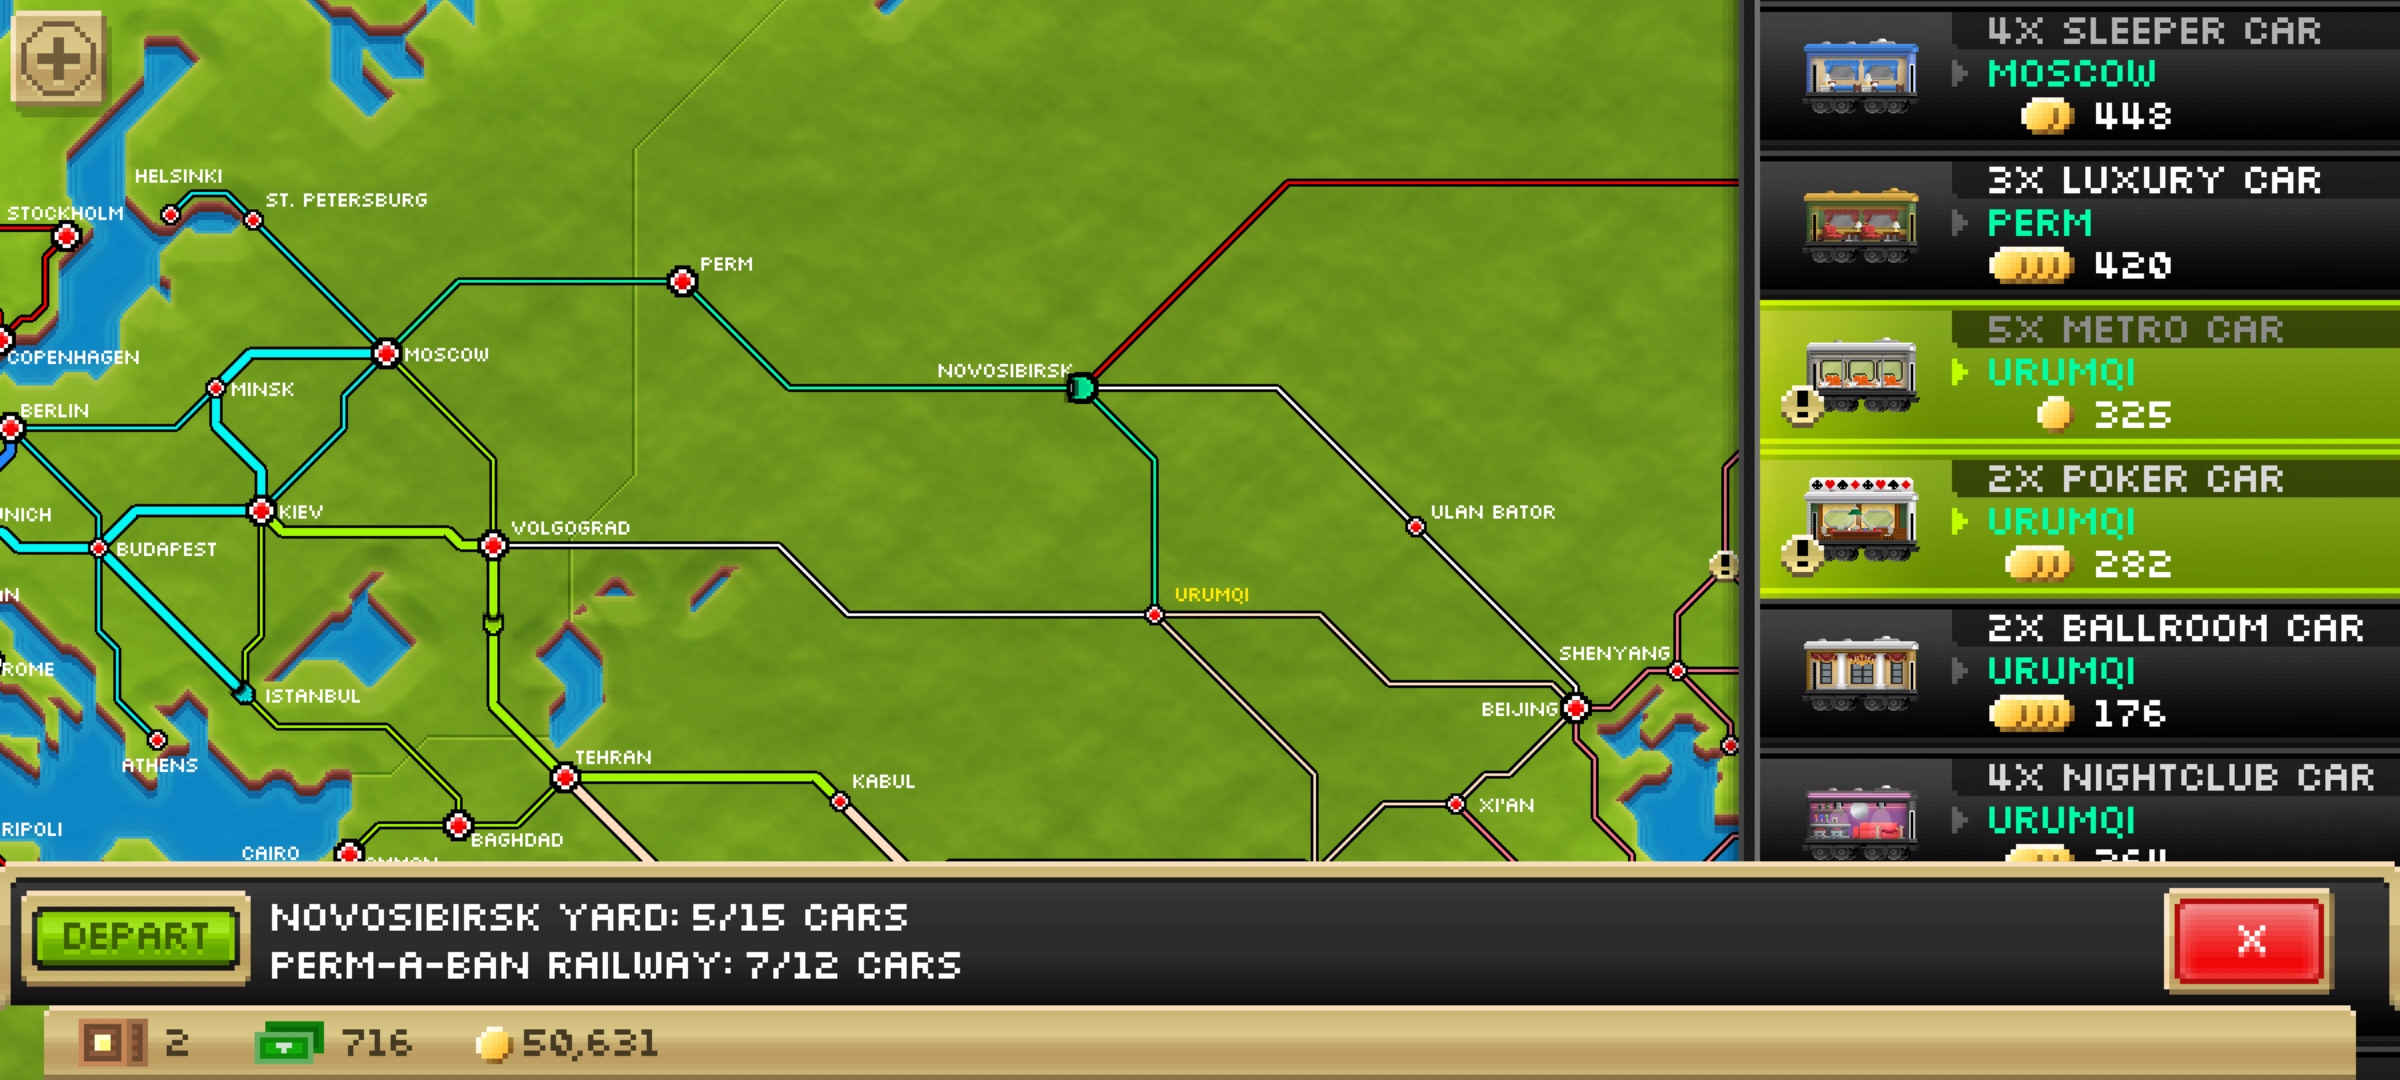 4X SLEEPER CAR
MOSCOW
448
3X LUXURY CAR
PERM
420
5X METRO CAR
URUMQI
325
2X POKER CAR
URUMQI
282
2X BALLROOM CAR
URUMQI
176
4X NIGHTCLUB CAR
URUMQI
HELSINKI
ST. PETERSBURG
STOCKHOLM
PERM
COPENHAGEN
MOSCOW
NOVOSIBIRSK
MINSK
BERLIN
KIEV
ULAN BATOR
UNICH
VOLGOGRAD
BUDAPEST
URUMQI
SHENYANG
ROME
ISTANBUL
BEIJING
TEHRAN
ATHENS
KABUL
XI'AN
RIPOLI
BAGHDAD
CAIRO
DEPART
NOVOSIBIRSK YARD: 5/15 CARS
PERM-A-BAN RAILWAY: 7/12 CARS
X
2
716
50,631